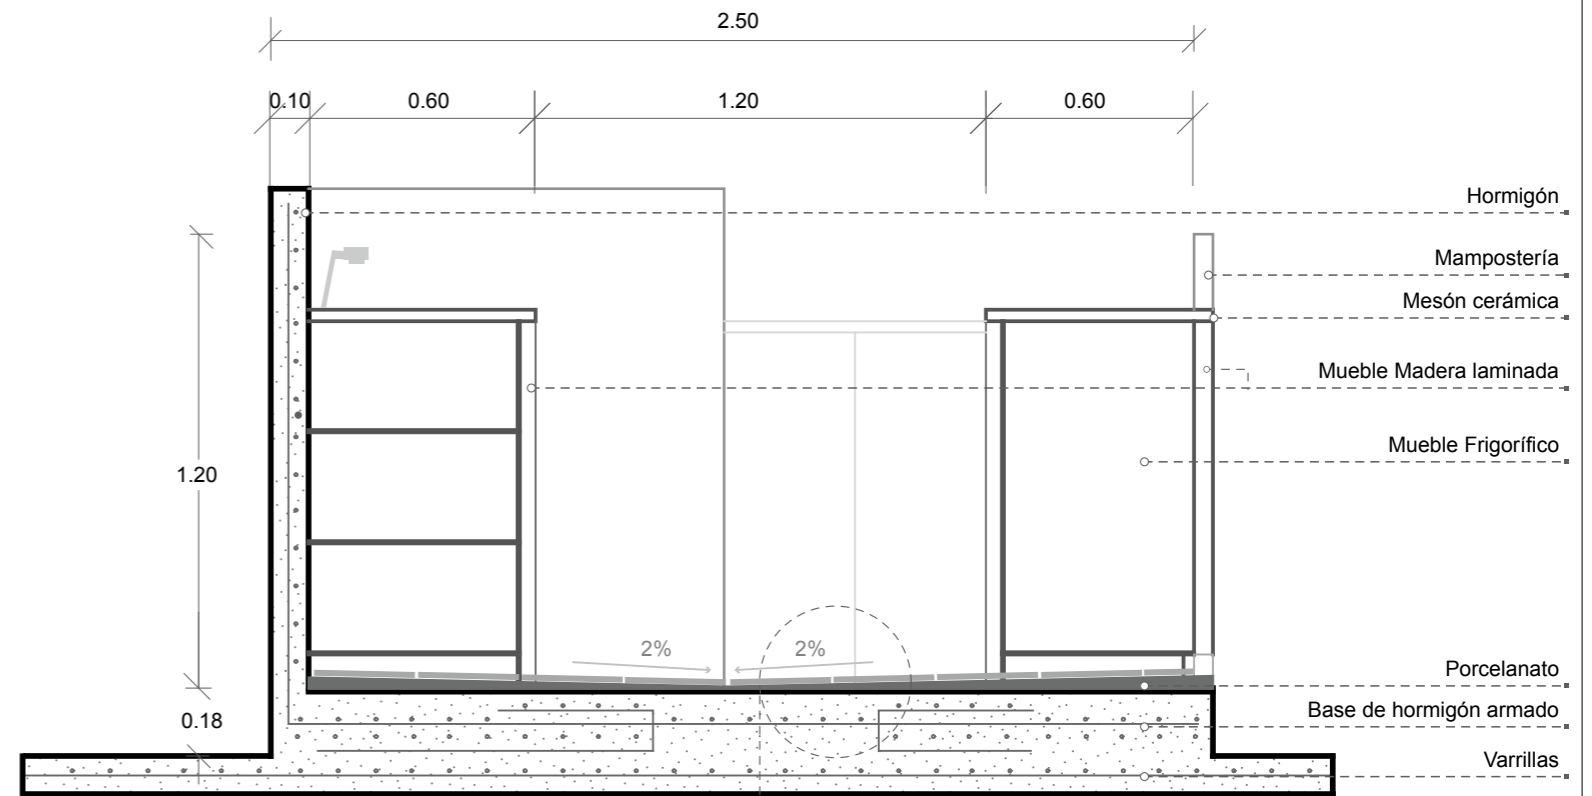 2.50
0.10 0.60 1.20 0.60
Hormigón
Mampostería
Mesón cerámica
Mueble Madera laminada
Mueble Frigorífico
1.20
2% 2%
Porcelanato
0.18
Base de hormigón armado
Varrillas